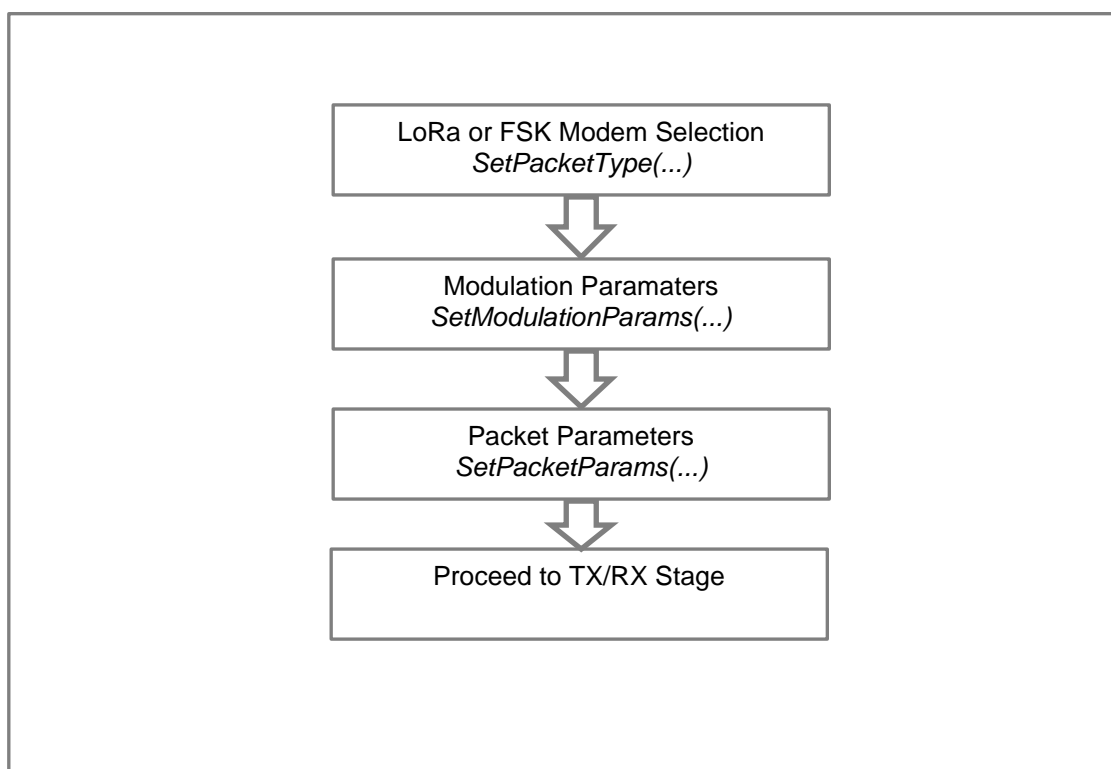 LoRa or FSK Modem Selection
SetPacketType(...)
Modulation Paramaters
SetModulationParams(...)
Packet Parameters
SetPacketParams(...)
Proceed to TX/RX Stage